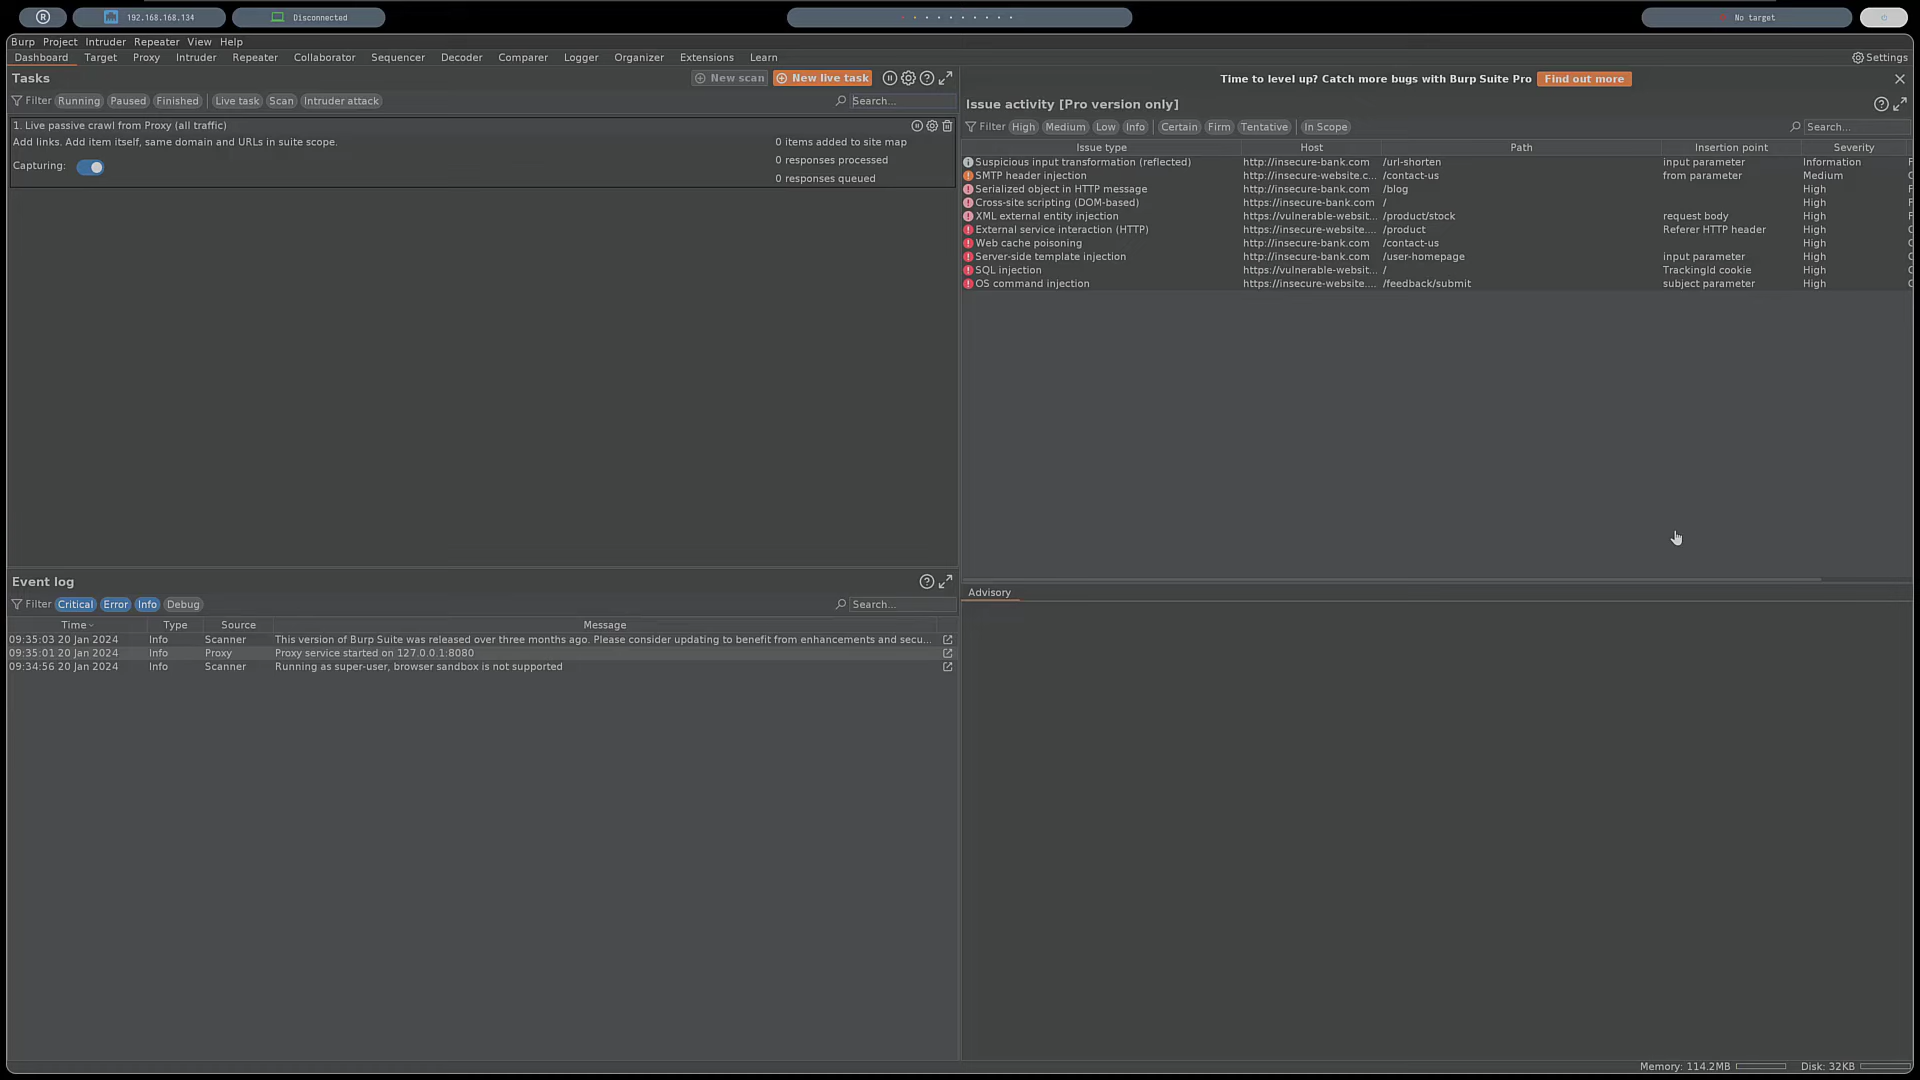 192.168.168.134 Disconnected No target
Burp Project Intruder Repeater View Help
Dashboard Target Proxy Intruder Repeater Collaborator Sequencer Decoder Comparer Logger Organizer Extensions Learn Settings
Tasks New scan New live task
Filter Running Paused Finished Live task Scan Intruder attack Search...
1. Live passive crawl from Proxy (all traffic)
Add links. Add item itself, same domain and URLs in suite scope. 0 items added to site map
Capturing: 0 responses processed
0 responses queued
Event log
Filter Critical Error Info Debug Search...
Time Type Source Message
09:35:03 20 Jan 2024 Info Scanner This version of Burp Suite was released over three months ago. Please consider updating to benefit from enhancements and secu...
09:35:01 20 Jan 2024 Info Proxy Proxy service started on 127.0.0.1:8080
09:34:56 20 Jan 2024 Info Scanner Running as super-user, browser sandbox is not supported
Time to level up? Catch more bugs with Burp Suite Pro Find out more
Issue activity [Pro version only]
Filter High Medium Low Info Certain Firm Tentative In Scope Search...
Issue type Host Path Insertion point Severity
Suspicious input transformation (reflected) http://insecure-bank.com /url-shorten input parameter Information
SMTP header injection http://insecure-website.c... /contact-us from parameter Medium
Serialized object in HTTP message http://insecure-bank.com /blog High
Cross-site scripting (DOM-based) https://insecure-bank.com / High
XML external entity injection https://vulnerable-websit... /product/stock request body High
External service interaction (HTTP) https://insecure-website.... /product Referer HTTP header High
Web cache poisoning http://insecure-bank.com /contact-us High
Server-side template injection http://insecure-bank.com /user-homepage input parameter High
SQL injection https://vulnerable-websit... / TrackingId cookie High
OS command injection https://insecure-website.... /feedback/submit subject parameter High
Advisory
Memory: 114.2MB Disk: 32KB